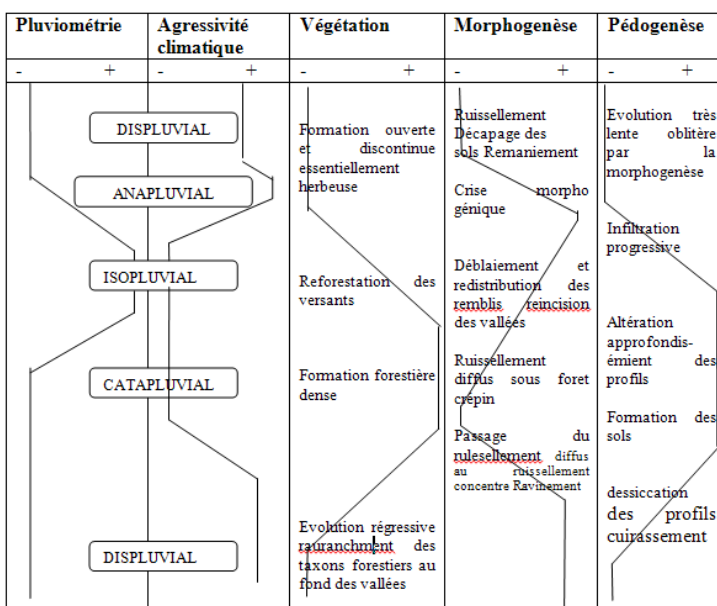 Pluviométrie
Agressivité
climatique
Végétation
Morphogenèse
Pédogenèse
- +
- +
- +
- +
- +
DISPLUVIAL
ANAPLUVIAL
ISOPLUVIAL
CATAPLUVIAL
DISPLUVIAL
Formation ouverte
et discontinue
essentiellement
herbeuse
Reforestation des
versants
Formation forestière
dense
Evolution régressive
rauranchment des
taxons forestiers au
fond des vallées
Ruissellement
Décapage des
sols Remaniement
Crise morpho
génique
Déblaiement et
redistribution des
remblis reincision
des vallées
Ruissellement
diffus sous foret
crépin
Passage du
rulesellement diffus
au ruissellement
concentre Ravinement
Evolution très
lente oblitère
par la
morphogenèse
Infiltration
progressive
Altération
approfondis-
émient des
profils
Formation des
sols
dessiccation
des profils
cuirassement